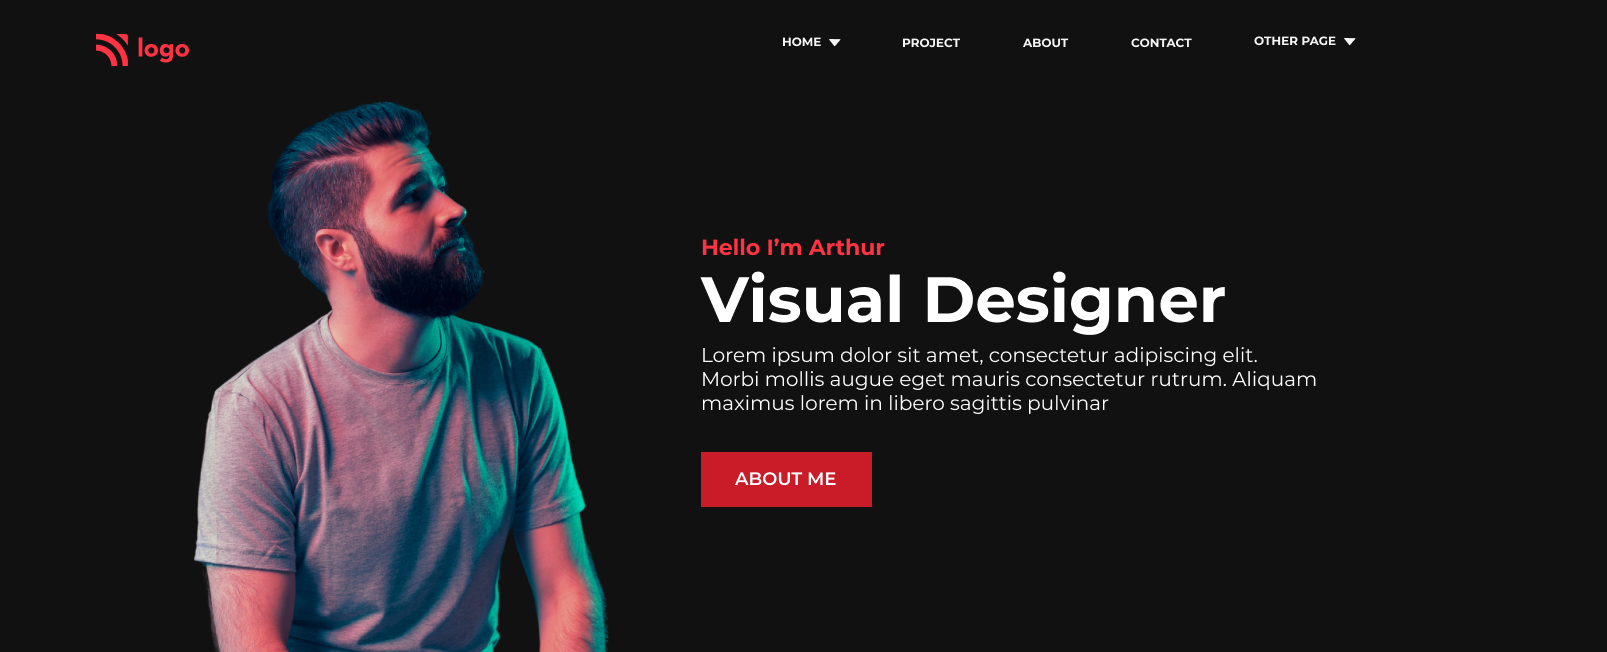 logo
HOME
PROJECT
ABOUT
CONTACT
OTHER PAGE
Hello I’m Arthur
Visual Designer
Lorem ipsum dolor sit amet, consectetur adipiscing elit.
Morbi mollis augue eget mauris consectetur rutrum. Aliquam
maximus lorem in libero sagittis pulvinar
ABOUT ME